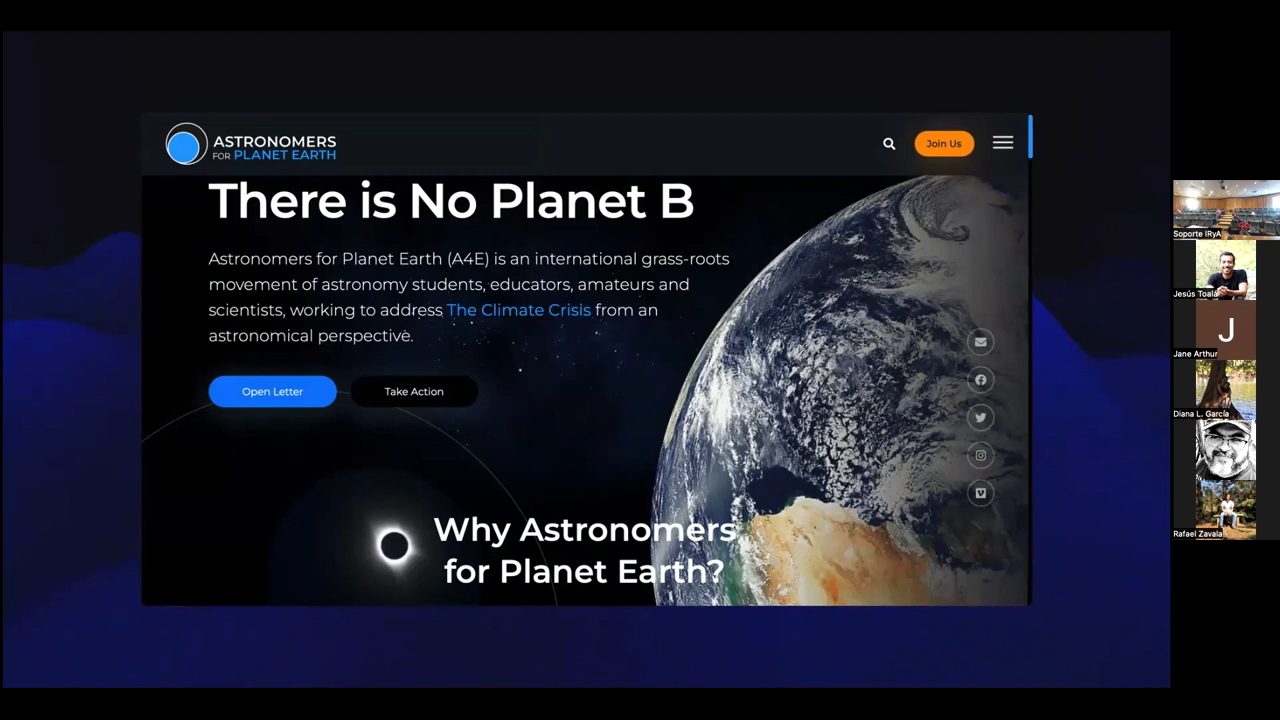 ASTRONOMERS
FOR PLANET EARTH
Join Us
There is No Planet B
Astronomers for Planet Earth (A4E) is an international grass-roots
movement of astronomy students, educators, amateurs and
scientists, working to address The Climate Crisis from an
astronomical perspective.
Open Letter
Take Action
Why Astronomers
for Planet Earth?
Soporte IRyA
Jesús Toalá
J
Jane Arthur
Diana L. García
Rafael Zavala